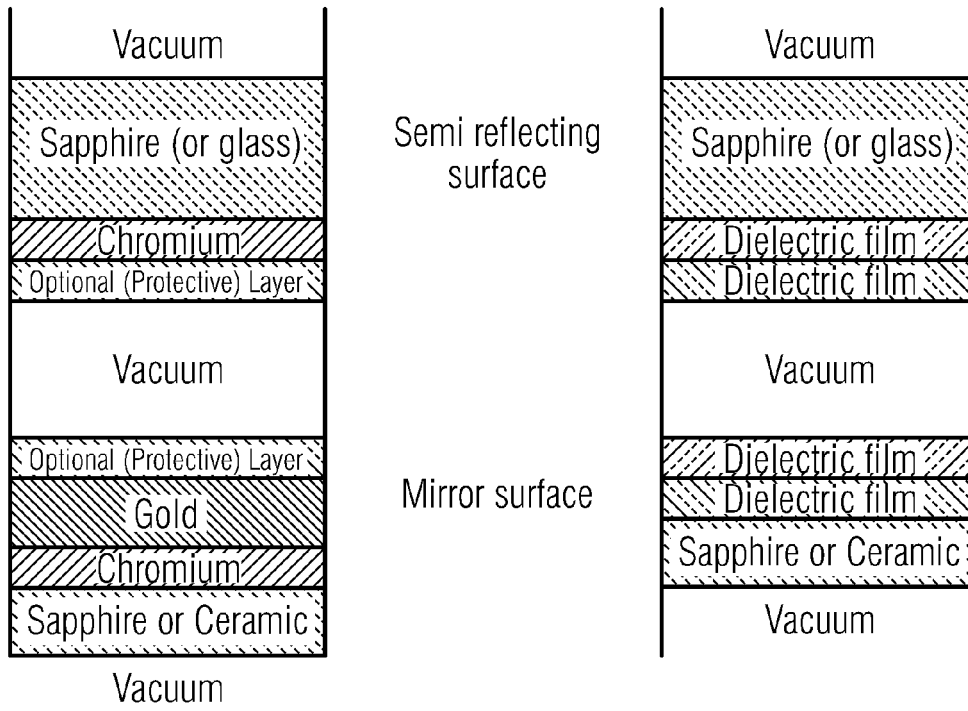 Vacuum
Sapphire (or glass)
Chromium
Optional (Protective) Layer
Vacuum
Optional (Protective) Layer
Gold
Chromium
Sapphire or Ceramic
Vacuum
Semi reflecting
surface
Mirror surface
Vacuum
Sapphire (or glass)
Dielectric film
Dielectric film
Vacuum
Dielectric film
Dielectric film
Sapphire or Ceramic
Vacuum